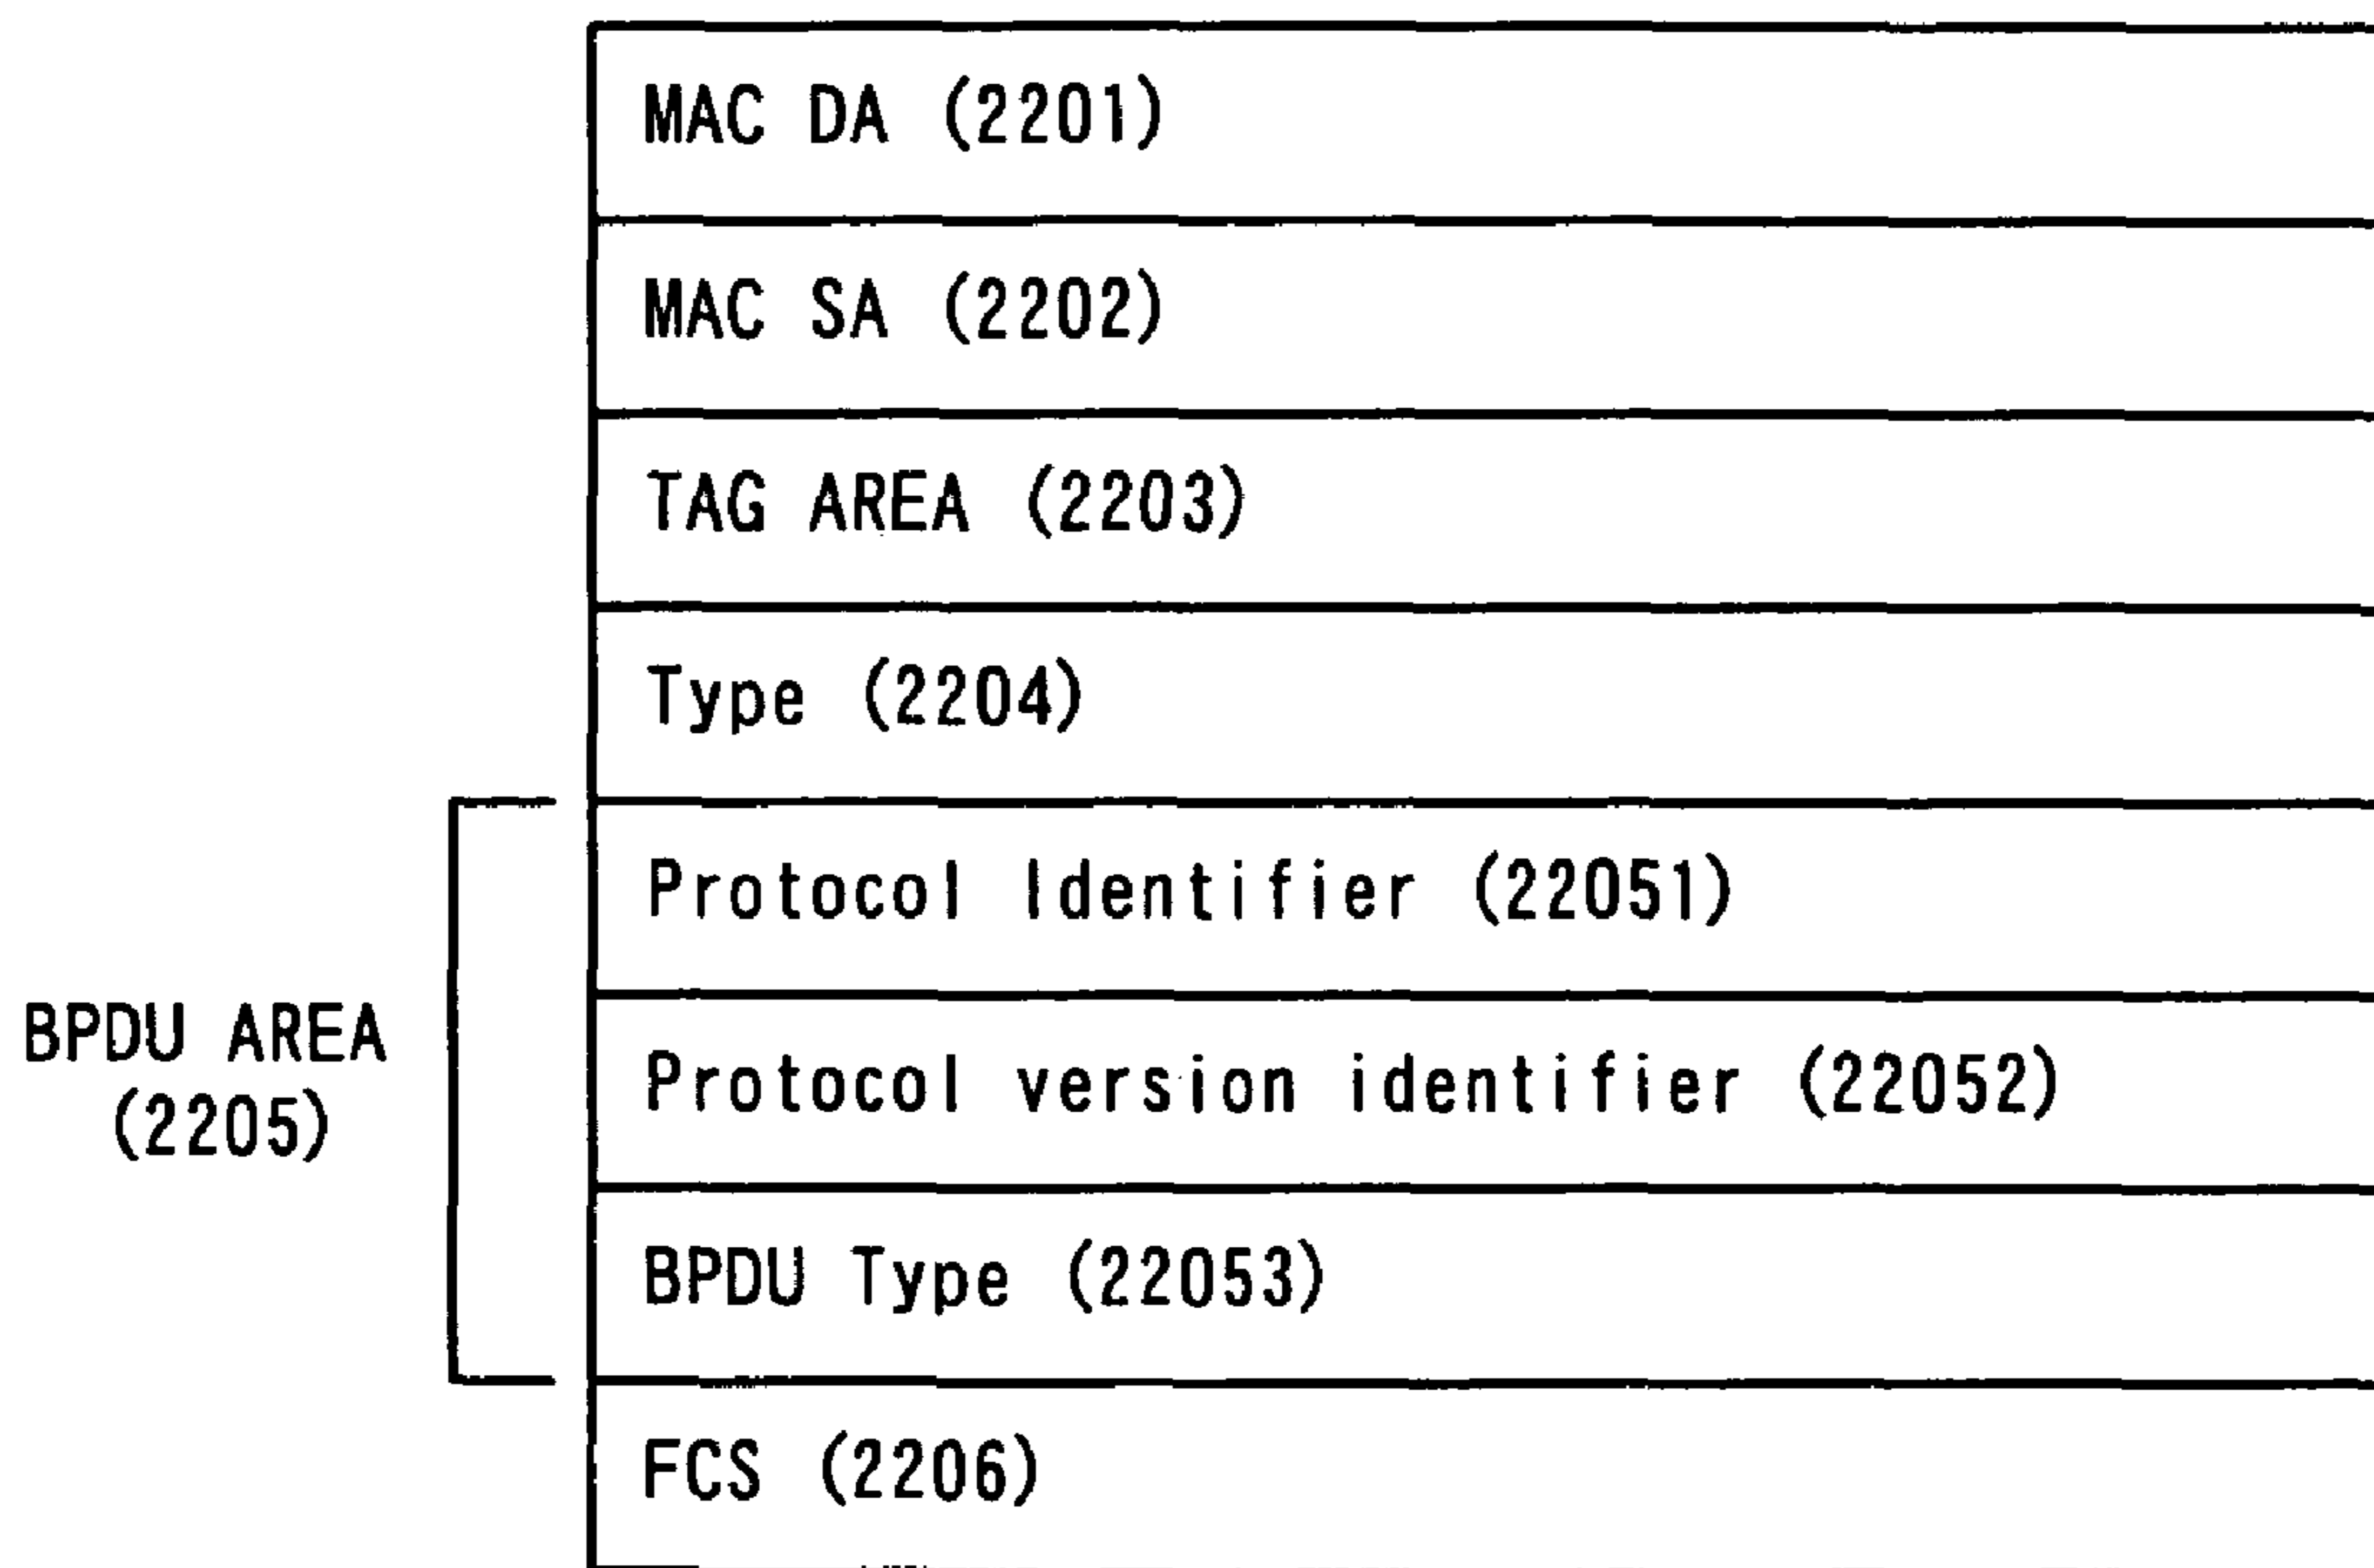 MAC DA (2201)
MAC SA (2202)
TAG AREA (2203)
Type (2204)
BPDU AREA
(2205)
Protocol Identifier (22051)
Protocol version identifier (22052)
BPDU Type (22053)
FCS (2206)